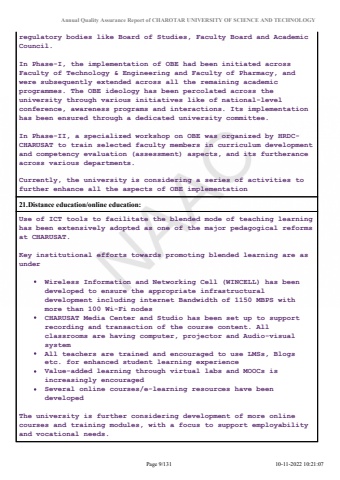 Annual Quality Assurance Report of CHAROTAR UNIVERSITY OF SCIENCE AND TECHNOLOGY
regulatory bodies like Board of Studies, Faculty Board and Academic
Council.
In Phase-I, the implementation of OBE had been initiated across
Faculty of Technology & Engineering and Faculty of Pharmacy, and
were subsequently extended across all the remaining academic
programmes. The OBE ideology has been percolated across the
university through various initiatives like of national-level
conference, awareness programs and interactions. Its implementation
has been ensured through a dedicated university committee.
In Phase-II, a specialized workshop on OBE was organized by HRDC-
CHARUSAT to train selected faculty members in curriculum development
and competency evaluation (assessment) aspects, and its furtherance
across various departments.
Currently, the university is considering a series of activities to
further enhance all the aspects of OBE implementation
21.Distance education/online education:
Use of ICT tools to facilitate the blended mode of teaching learning
has been extensively adopted as one of the major pedagogical reforms
at CHARUSAT.
Key institutional efforts towards promoting blended learning are as
under
• Wireless Information and Networking Cell (WINCELL) has been
developed to ensure the appropriate infrastructural
development including internet Bandwidth of 1150 MBPS with
more than 100 Wi-Fi nodes
• CHARUSAT Media Center and Studio has been set up to support
recording and transaction of the course content. All
classrooms are having computer, projector and Audio-visual
system
• All teachers are trained and encouraged to use LMSs, Blogs
etc. for enhanced student learning experience
• Value-added learning through virtual labs and MOOCs is
increasingly encouraged
• Several online courses/e-learning resources have been
developed
The university is further considering development of more online
courses and training modules, with a focus to support employability
and vocational needs.
NAAC
Page 9/131 10-11-2022 10:21:07